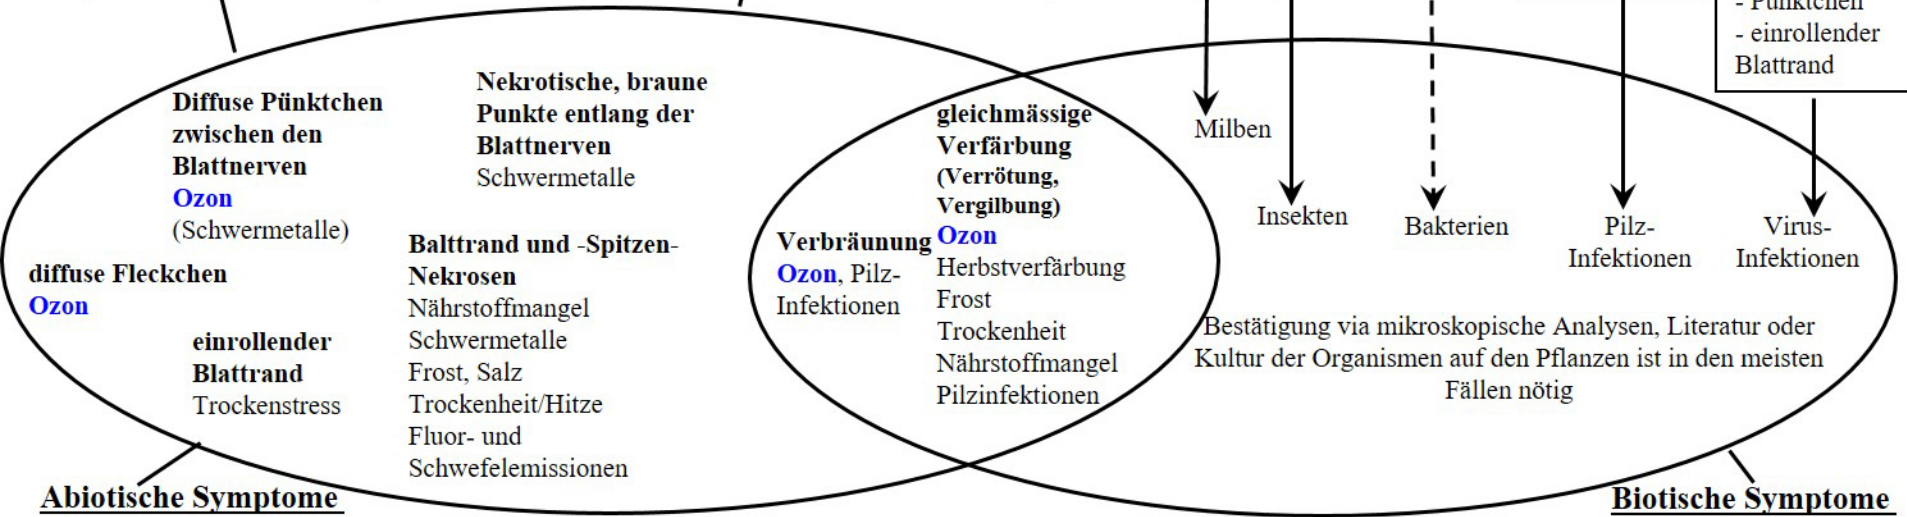 - Pünktchen
- einrollender
Blattrand
Diffuse Pünktchen
zwischen den
Blattnerven
Ozon
(Schwermetalle)
Nekrotische, braune
Punkte entlang der
Blattnerven
Schwermetalle
diffuse Fleckchen
Ozon
einrollender
Blattrand
Trockenstress
Balttrand und -Spitzen-
Nekrosen
Nährstoffmangel
Schwermetalle
Frost, Salz
Trockenheit/Hitze
Fluor- und
Schwefelemissionen
Verbräunung
Ozon, Pilz-
Infektionen
gleichmässige
Verfärbung
(Verrötung,
Vergilbung)
Ozon
Herbstverfärbung
Frost
Trockenheit
Nährstoffmangel
Pilzinfektionen
Milben
Insekten
Bakterien
Pilz-
Infektionen
Virus-
Infektionen
Bestätigung via mikroskopische Analysen, Literatur oder
Kultur der Organismen auf den Pflanzen ist in den meisten
Fällen nötig
Abiotische Symptome
Biotische Symptome